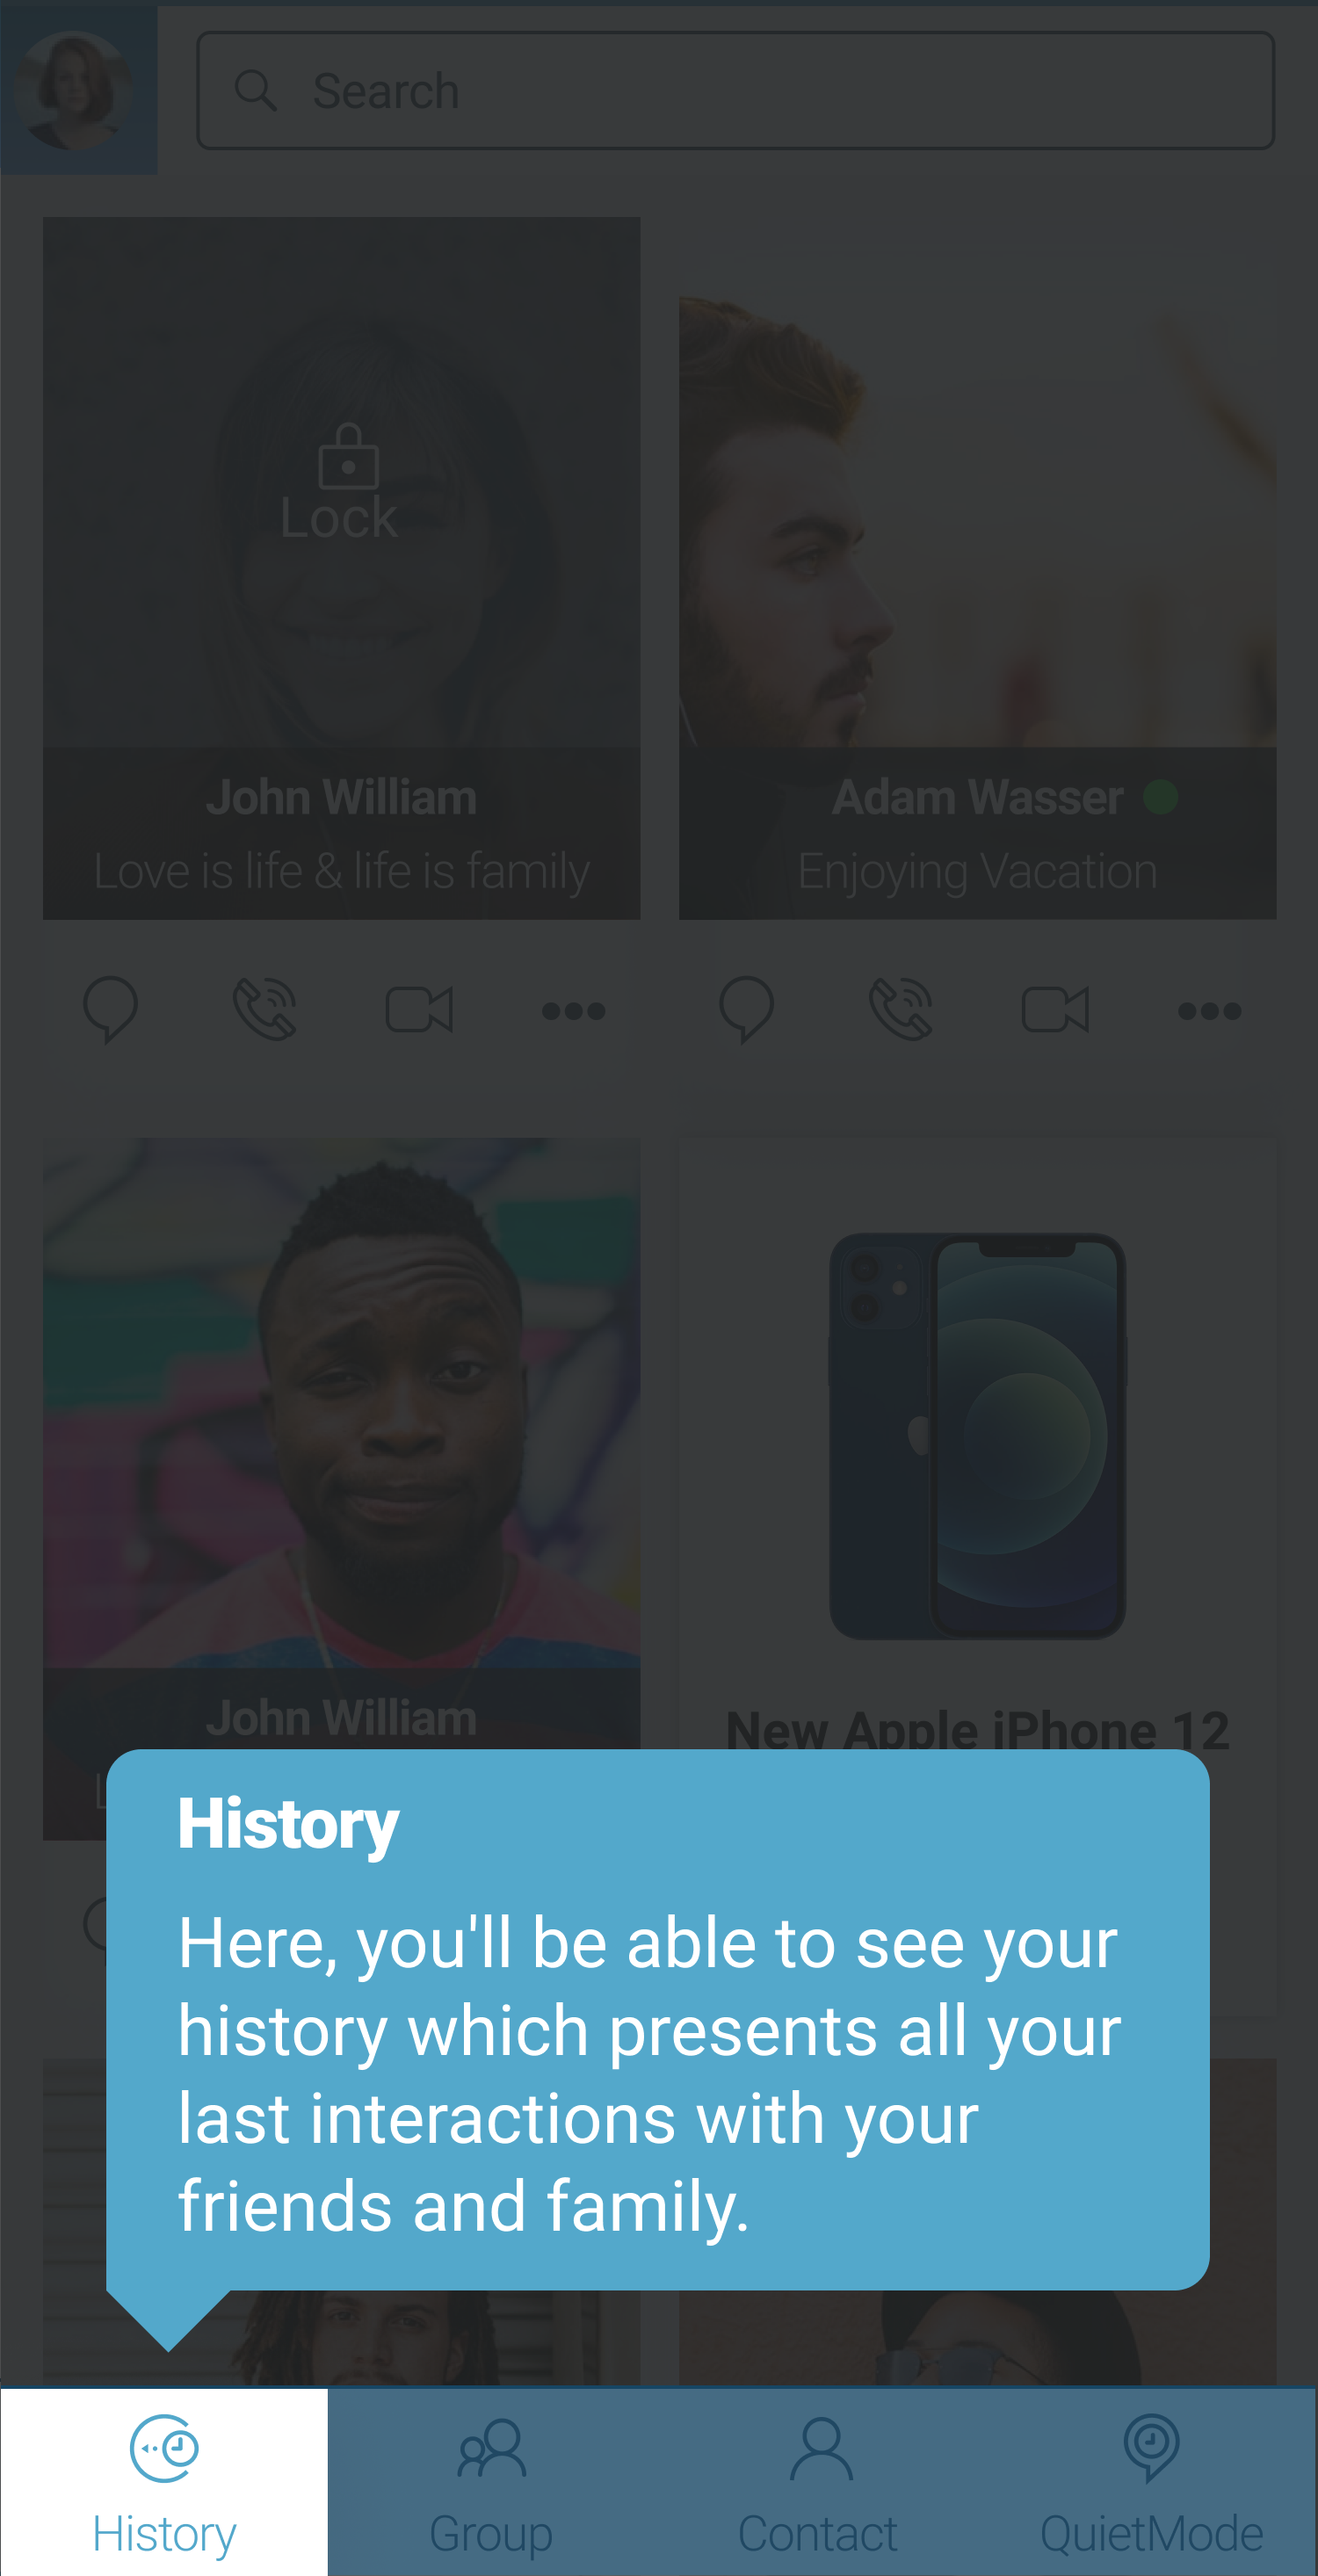 Search
Lock
John William
Love is life & life is family
Adam Wasser
Enjoying Vacation
John William
New Apple iPhone 12
History
Here, you'll be able to see your
history which presents all your
last interactions with your
friends and family.
History
Group
Contact
QuietMode